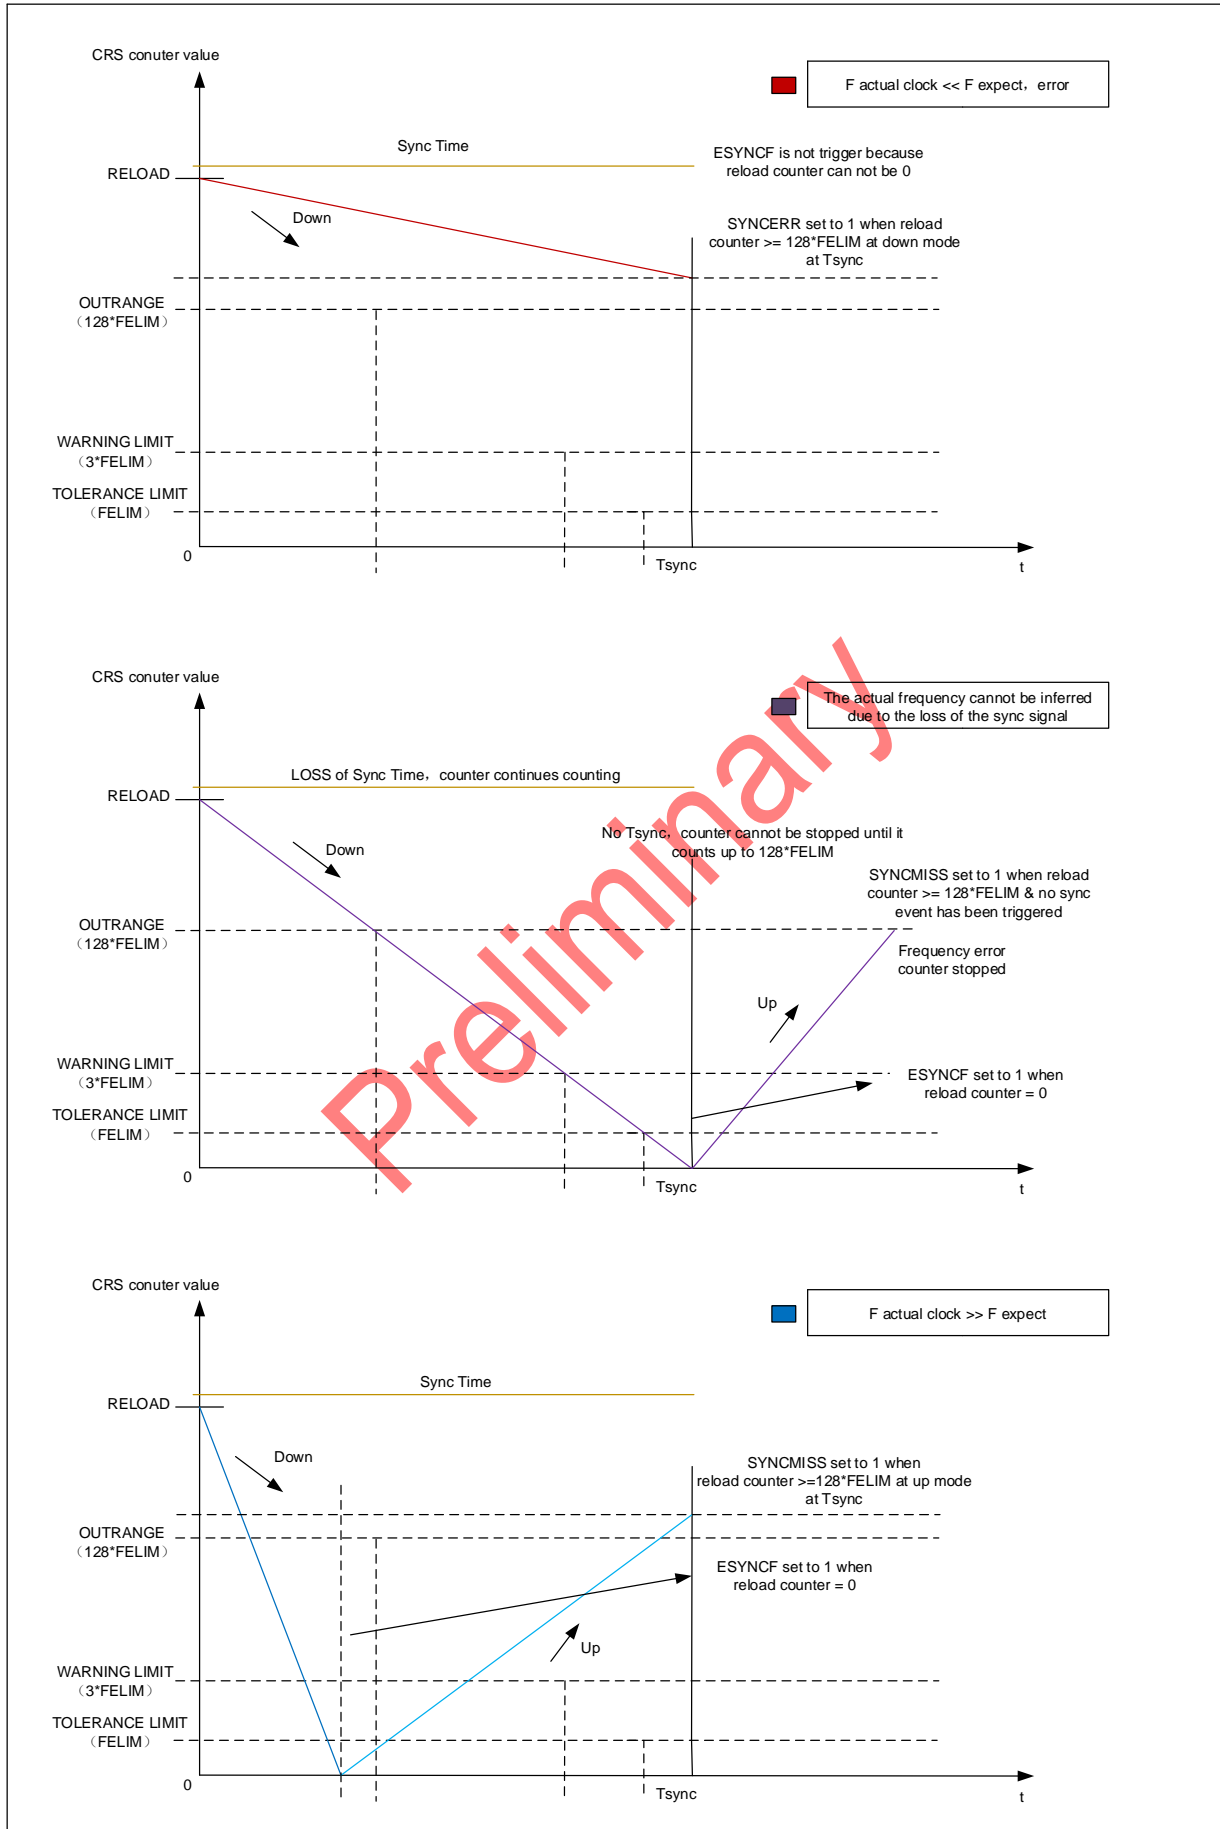 CRS conuter value
F actual clock << F expect，error
Sync Time
ESYNCF is not trigger because
reload counter can not be 0
RELOAD
Down
SYNCERR set to 1 when reload
counter >= 128*FELIM at down mode
at Tsync
OUTRANGE
（128*FELIM）
WARNING LIMIT
（3*FELIM）
TOLERANCE LIMIT
（FELIM）
0
Tsync
t
CRS conuter value
The actual frequency cannot be inferred
due to the loss of the sync signal
LOSS of Sync Time，counter continues counting
RELOAD
Down
No Tsync，counter cannot be stopped until it
counts up to 128*FELIM
SYNCMISS set to 1 when reload
counter >= 128*FELIM & no sync
event has been triggered
OUTRANGE
（128*FELIM）
Frequency error
counter stopped
Up
WARNING LIMIT
（3*FELIM）
ESYNCF set to 1 when
reload counter = 0
TOLERANCE LIMIT
（FELIM）
0
Tsync
t
Preliminary
CRS conuter value
F actual clock >> F expect
Sync Time
RELOAD
Down
SYNCMISS set to 1 when
reload counter >=128*FELIM at up mode
at Tsync
OUTRANGE
（128*FELIM）
ESYNCF set to 1 when
reload counter = 0
Up
WARNING LIMIT
（3*FELIM）
TOLERANCE LIMIT
（FELIM）
0
Tsync
t